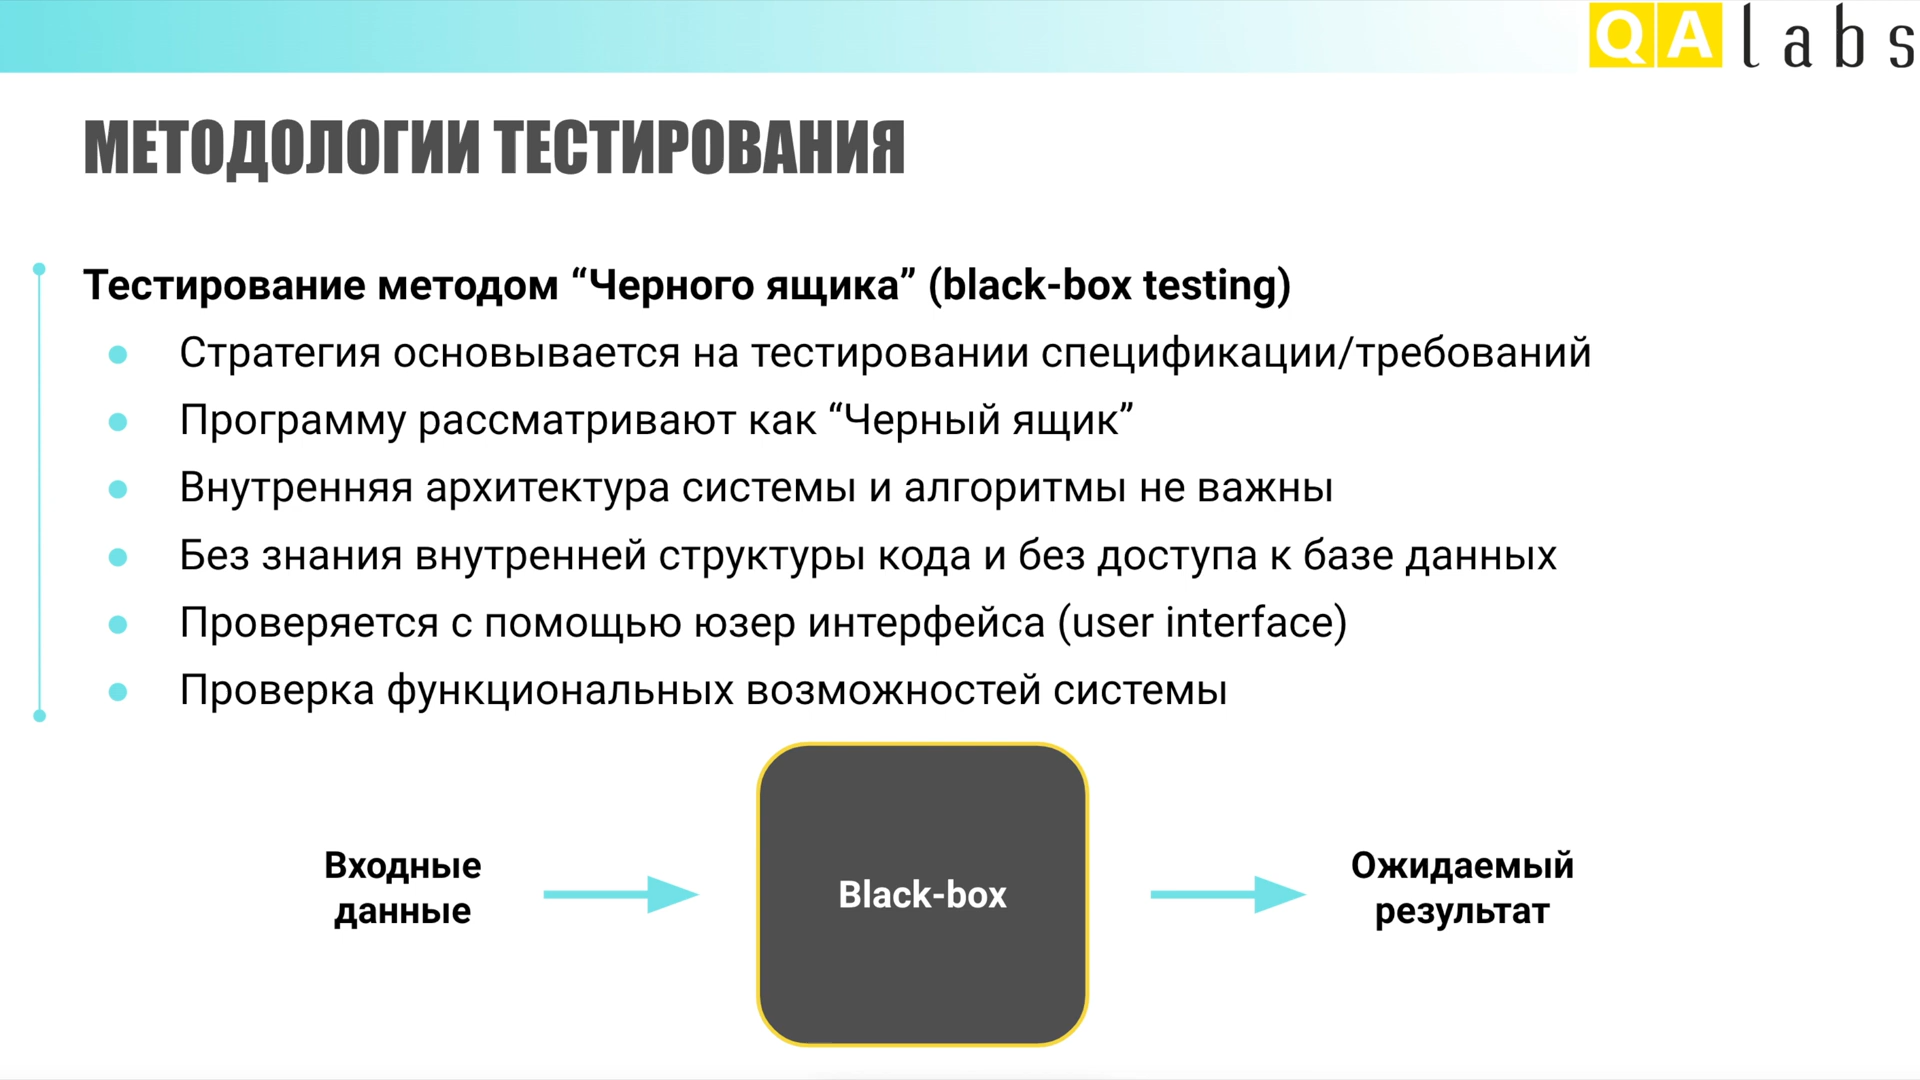 QA labs
МЕТОДОЛОГИИ ТЕСТИРОВАНИЯ
Тестирование методом “Черного ящика” (black-box testing)
Стратегия основывается на тестировании спецификации/требований
Программу рассматривают как “Черный ящик”
Внутренняя архитектура системы и алгоритмы не важны
Без знания внутренней структуры кода и без доступа к базе данных
Проверяется с помощью юзер интерфейса (user interface)
Проверка функциональных возможностей системы
Входные
данные
Black-box
Ожидаемый
результат